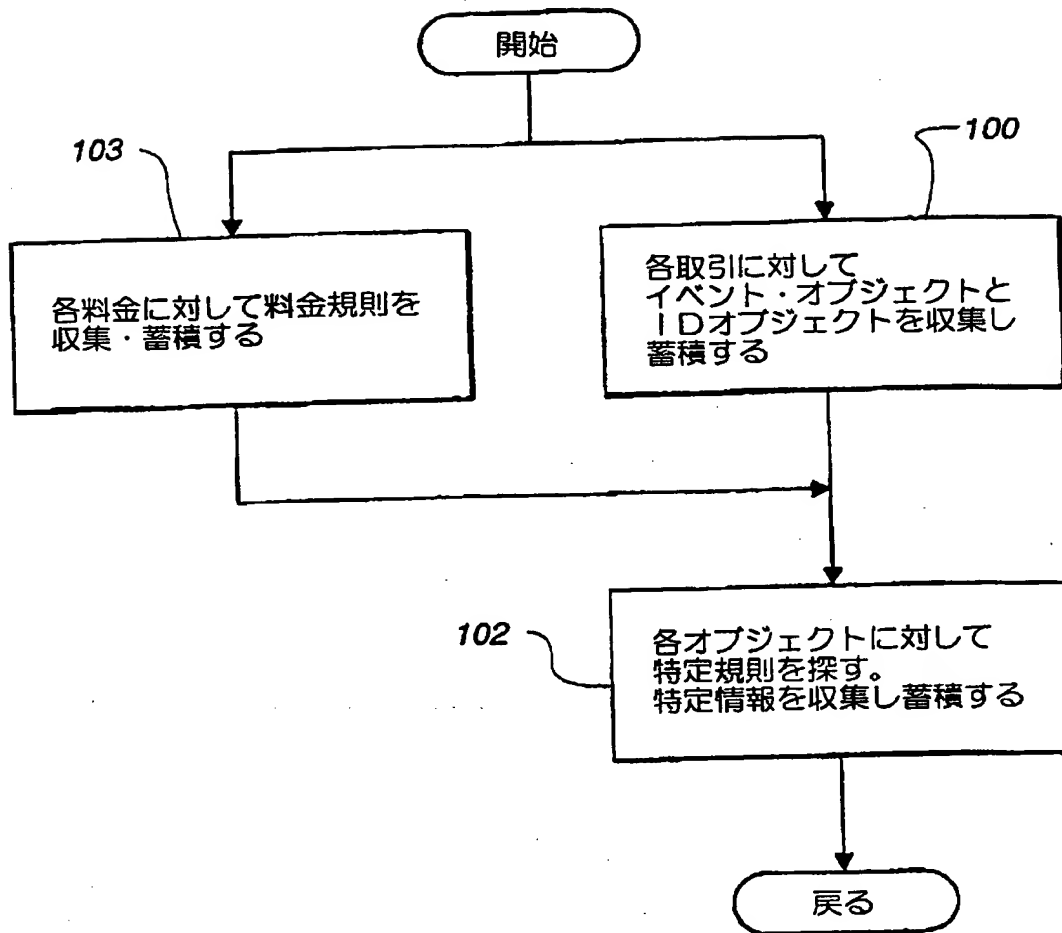 開始
103
100
各料金に対して料金規則を
収集・蓄積する
各取引に対して
イベント・オブジェクトと
IDオブジェクトを収集し
蓄積する
102
各オブジェクトに対して
特定規則を探す。
特定情報を収集し蓄積する
戻る